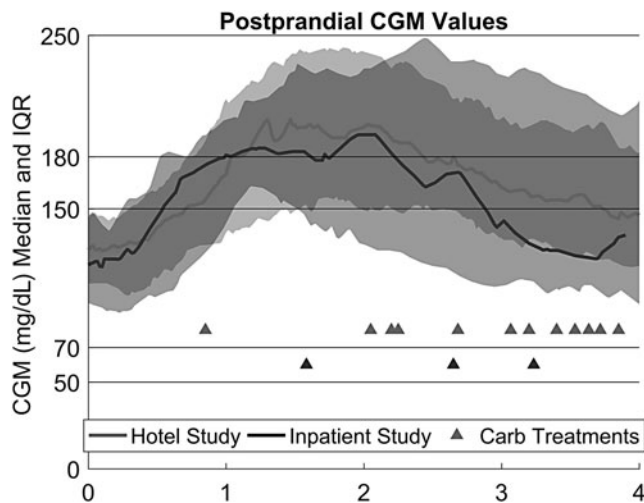 Postprandial CGM Values
CGM (mg/dL) Median and IQR
250
180
150
70
50
0
Hotel Study Inpatient Study Carb Treatments
0 1 2 3 4